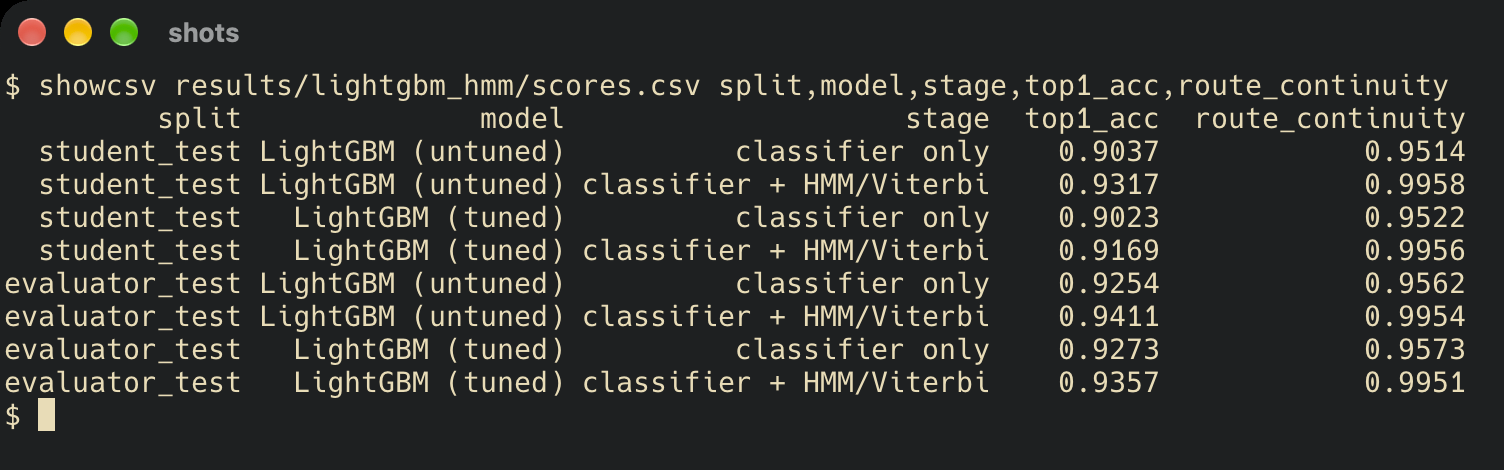 shots
$ showcsv results/lightgbm_hmm/scores.csv split,model,stage,top1_acc,route_continuity
split model stage top1_acc route_continuity
student_test LightGBM (untuned) classifier only 0.9037 0.9514
student_test LightGBM (untuned) classifier + HMM/Viterbi 0.9317 0.9958
student_test LightGBM (tuned) classifier only 0.9023 0.9522
student_test LightGBM (tuned) classifier + HMM/Viterbi 0.9169 0.9956
evaluator_test LightGBM (untuned) classifier only 0.9254 0.9562
evaluator_test LightGBM (untuned) classifier + HMM/Viterbi 0.9411 0.9954
evaluator_test LightGBM (tuned) classifier only 0.9273 0.9573
evaluator_test LightGBM (tuned) classifier + HMM/Viterbi 0.9357 0.9951
$